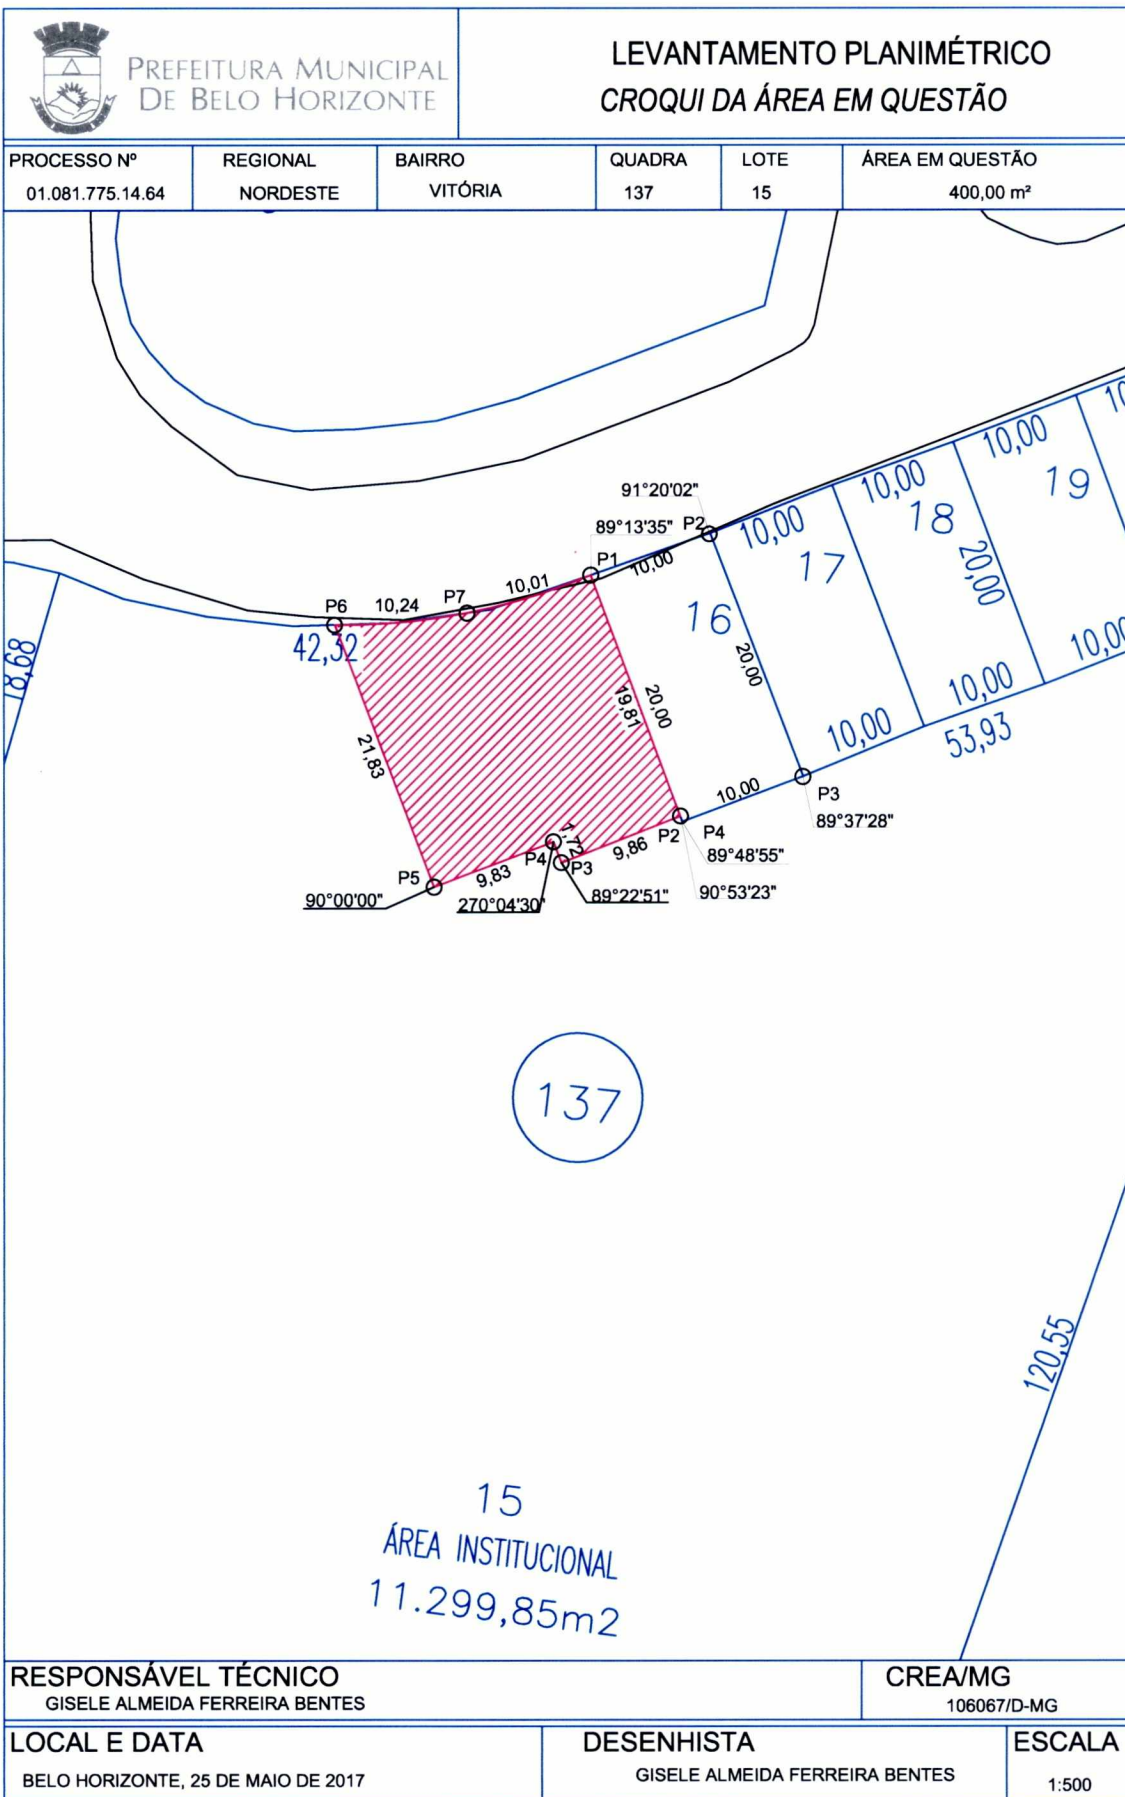 PREFEITURA MUNICIPAL
DE BELO HORIZONTE
LEVANTAMENTO PLANIMÉTRICO
CROQUI DA ÁREA EM QUESTÃO
PROCESSO Nº
01.081.775.14.64
REGIONAL
NORDESTE
BAIRRO
VITÓRIA
QUADRA
137
LOTE
15
ÁREA EM QUESTÃO
400,00 m²
10,00
19
10,00
18
10,00
17
20,00
91°20'02"
P2
89°13'35"
P1
10,00
16
20,00
P7
10,01
P6
10,24
42,32
18,68
21,83
19,81
20,00
10,00
10,00
10,00
53,93
10,00
P3
89°37'28"
P2
P4
89°48'55"
90°53'23"
1,72
P4
P3
9,86
89°22'51"
P5
9,83
90°00'00"
270°04'30"
137
120,55
15
ÁREA INSTITUCIONAL
11.299,85m2
RESPONSÁVEL TÉCNICO
GISELE ALMEIDA FERREIRA BENTES
CREA/MG
106067/D-MG
LOCAL E DATA
BELO HORIZONTE, 25 DE MAIO DE 2017
DESENHISTA
GISELE ALMEIDA FERREIRA BENTES
ESCALA
1:500